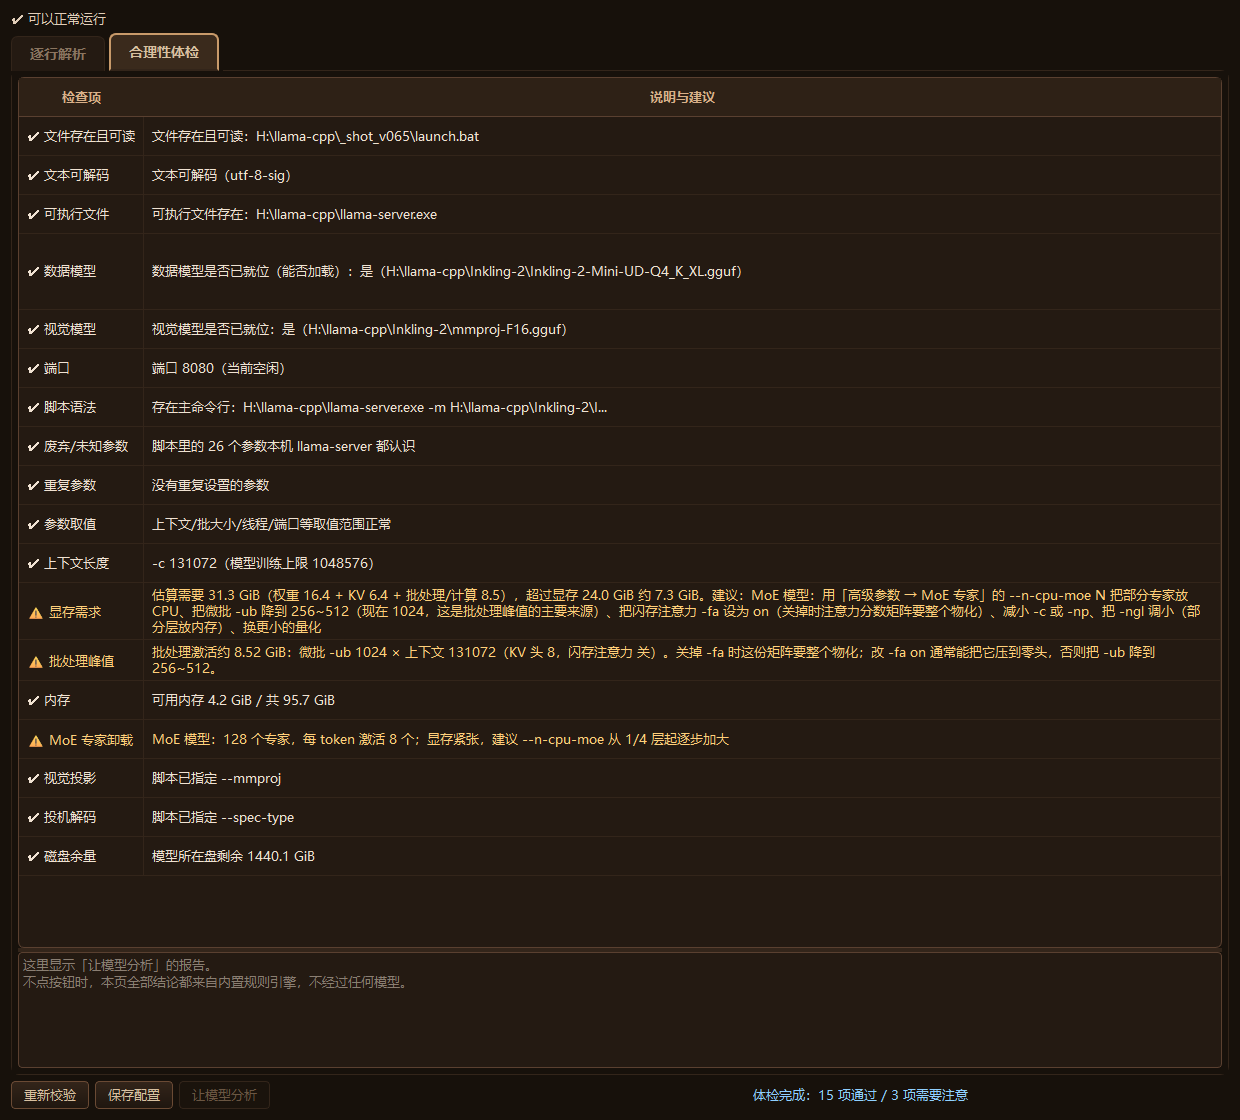 ✔ 可以正常运行
逐行解析
合理性体检
检查项
说明与建议
✔ 文件存在且可读
文件存在且可读：H:\llama-cpp\_shot_v065\launch.bat
✔ 文本可解码
文本可解码（utf-8-sig）
✔ 可执行文件
可执行文件存在：H:\llama-cpp\llama-server.exe
✔ 数据模型
数据模型是否已就位（能否加载）：是（H:\llama-cpp\Inkling-2\Inkling-2-Mini-UD-Q4_K_XL.gguf）
✔ 视觉模型
视觉模型是否已就位：是（H:\llama-cpp\Inkling-2\mmproj-F16.gguf）
✔ 端口
端口 8080（当前空闲）
✔ 脚本语法
存在主命令行：H:\llama-cpp\llama-server.exe -m H:\llama-cpp\Inkling-2\I...
✔ 废弃/未知参数
脚本里的 26 个参数本机 llama-server 都认识
✔ 重复参数
没有重复设置的参数
✔ 参数取值
上下文/批大小/线程/端口等取值范围正常
✔ 上下文长度
-c 131072（模型训练上限 1048576）
⚠ 显存需求
估算需要 31.3 GiB（权重 16.4 + KV 6.4 + 批处理/计算 8.5），超过显存 24.0 GiB 约 7.3 GiB。建议：MoE 模型：用「高级参数 → MoE 专家」的 --n-cpu-moe N 把部分专家放
CPU、把微批 -ub 降到 256~512（现在 1024，这是批处理峰值的主要来源）、把闪存注意力 -fa 设为 on（关掉时注意力分数矩阵要整个物化）、减小 -c 或 -np、把 -ngl 调小（部
分层放内存）、换更小的量化
⚠ 批处理峰值
批处理激活约 8.52 GiB：微批 -ub 1024 × 上下文 131072（KV 头 8，闪存注意力 关）。关掉 -fa 时这份矩阵要整个物化；改 -fa on 通常能把它压到零头，否则把 -ub 降到
256~512。
✔ 内存
可用内存 4.2 GiB / 共 95.7 GiB
⚠ MoE 专家卸载
MoE 模型：128 个专家，每 token 激活 8 个；显存紧张，建议 --n-cpu-moe 从 1/4 层起逐步加大
✔ 视觉投影
脚本已指定 --mmproj
✔ 投机解码
脚本已指定 --spec-type
✔ 磁盘余量
模型所在盘剩余 1440.1 GiB
这里显示「让模型分析」的报告。
不点按钮时，本页全部结论都来自内置规则引擎，不经过任何模型。
重新校验
保存配置
让模型分析
体检完成：15 项通过 / 3 项需要注意